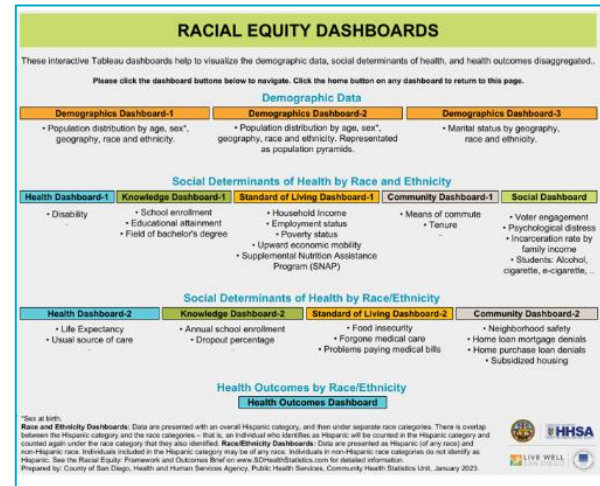 RACIAL EQUITY DASHBOARDS
These interactive Tableau dashboards help to visualize the demographic data, social determinants of health, and health outcomes disaggregated..
Please click the dashboard buttons below to navigate. Click the home button on any dashboard to return to this page.
Demographic Data
Demographics Dashboard-1
• Population distribution by age, sex*,
geography, race and ethnicity.
Demographics Dashboard-2
• Population distribution by age, sex*,
geography, race and ethnicity. Representated
as population pyramids.
Demographics Dashboard-3
• Marital status by geography,
race and ethnicity.
Social Determinants of Health by Race and Ethnicity
Health Dashboard-1
• Disability
Knowledge Dashboard-1
• School enrollment
• Educational attainment
• Field of bachelor's degree
Standard of Living Dashboard-1
• Household Income
• Employment status
• Poverty status
• Upward economic mobility
• Supplemental Nutrition Assistance
Program (SNAP)
Community Dashboard-1
• Means of commute
• Tenure
Social Dashboard
• Voter engagement
• Psychological distress
• Incarceration rate by
family income
• Students: Alcohol,
cigarette, e-cigarette, ..
Social Determinants of Health by Race/Ethnicity
Health Dashboard-2
• Life Expectancy
• Usual source of care
Knowledge Dashboard-2
• Annual school enrollment
• Dropout percentage
Standard of Living Dashboard-2
• Food insecurity
• Forgone medical care
• Problems paying medical bills
Community Dashboard-2
• Neighborhood safety
• Home loan mortgage denials
• Home purchase loan denials
• Subsidized housing
Health Outcomes by Race/Ethnicity
Health Outcomes Dashboard
*Sex at birth.
Race and Ethnicity Dashboards: Data are presented with an overall Hispanic category, and then under separate race categories. There is overlap
between the Hispanic category and the race categories – that is, an individual who identifies as Hispanic will be counted in the Hispanic category and
counted again under the race category that they also identified. Race/Ethnicity Dashboards: Data are presented as Hispanic (of any race) and
non-Hispanic race. Individuals included in the Hispanic category may be of any race. Individuals in non-Hispanic race categories do not identify as
Hispanic. See the Racial Equity: Framework and Outcomes Brief on www.SDHealthStatistics.com for detailed information.
Prepared by: County of San Diego, Health and Human Services Agency, Public Health Services, Community Health Statistics Unit, January 2023.
HHSA
LIVE WELL
SAN DIEGO